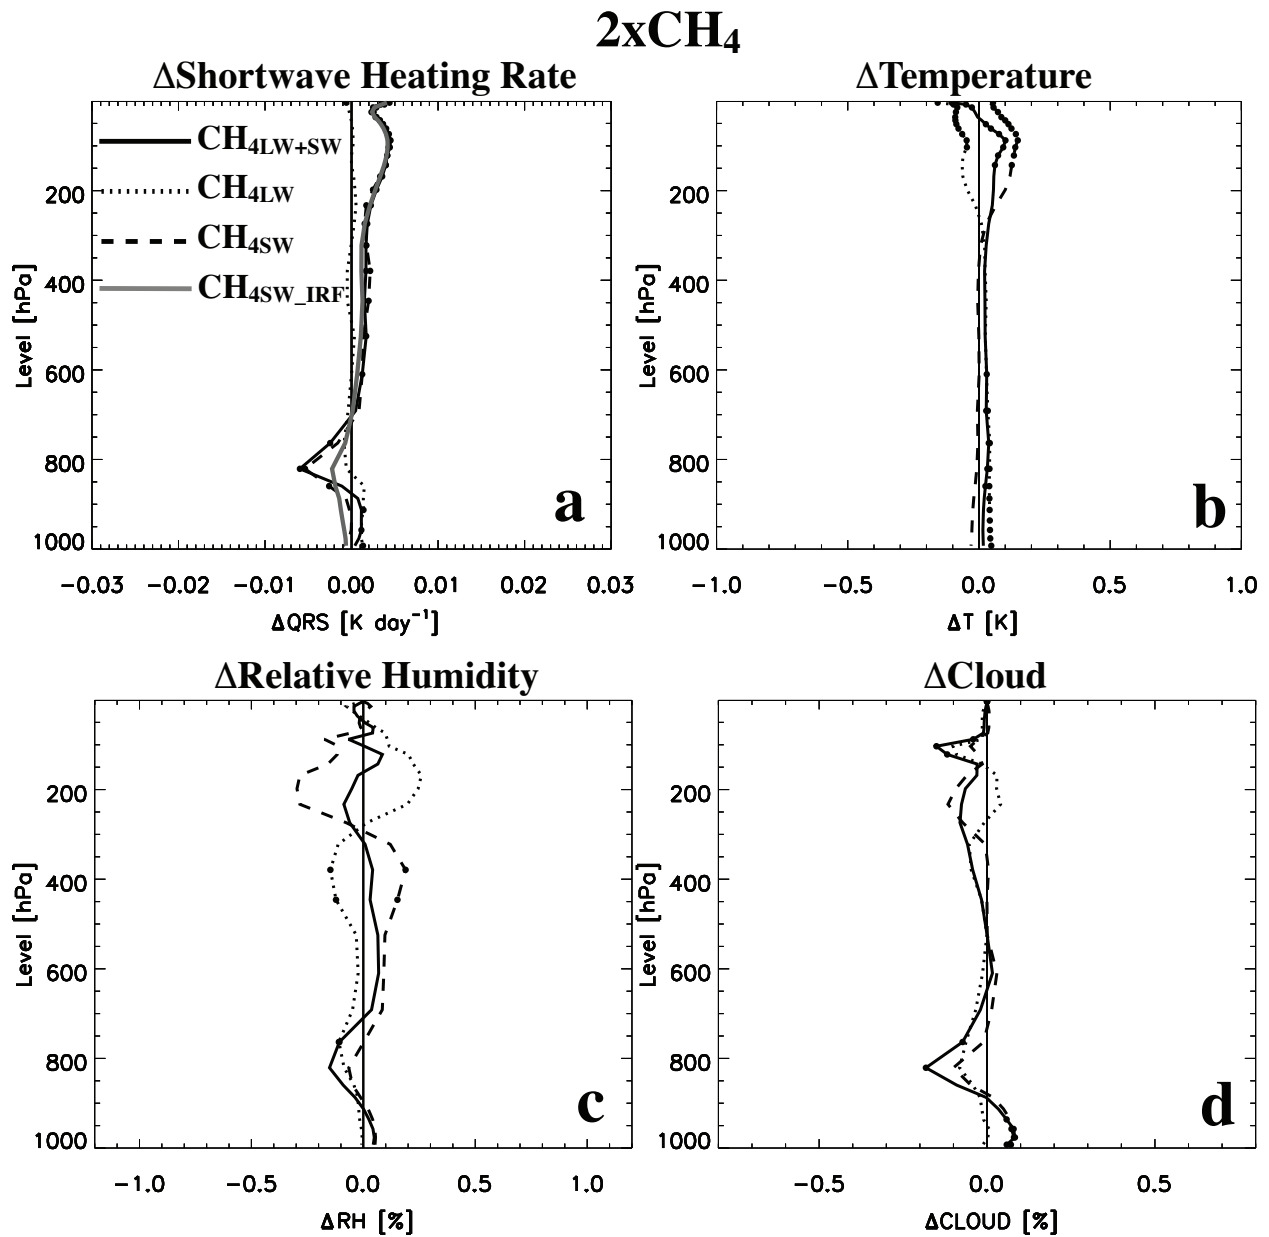 2xCH4
ΔShortwave Heating Rate
CH4LW+SW
CH4LW
CH4SW
CH4SW_IRF
200
400
600
800
1000
Level [hPa]
a
-0.03 -0.02 -0.01 0.00 0.01 0.02 0.03
ΔQRS [K day⁻¹]
ΔTemperature
200
400
600
800
1000
Level [hPa]
b
-1.0 -0.5 0.0 0.5 1.0
ΔT [K]
ΔRelative Humidity
200
400
600
800
1000
Level [hPa]
c
-1.0 -0.5 0.0 0.5 1.0
ΔRH [%]
ΔCloud
200
400
600
800
1000
Level [hPa]
d
-0.5 0.0 0.5
ΔCLOUD [%]